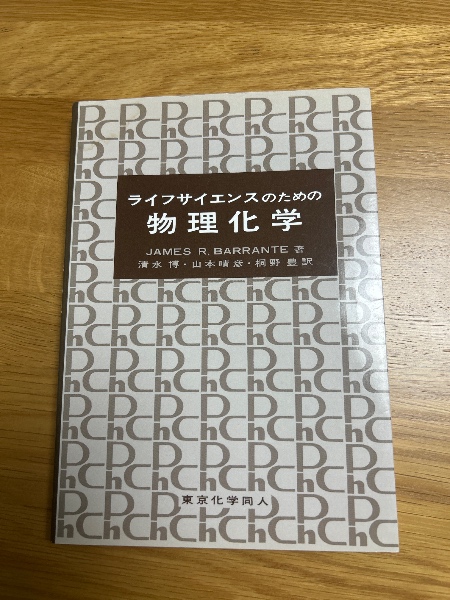 ライフサイエンスのための
物理化学
JAMES R. BARRANTE 著
清水 博・山本晴彦・桐野 豊 訳
東京化学同人